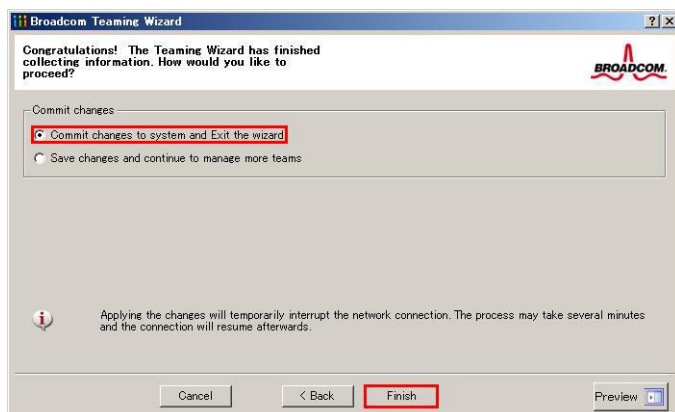 Broadcom Teaming Wizard
Congratulations! The Teaming Wizard has finished
collecting information. How would you like to
proceed?
BROADCOM.
Commit changes
Commit changes to system and Exit the wizard
Save changes and continue to manage more teams
Applying the changes will temporarily interrupt the network connection. The process may take several minutes
and the connection will resume afterwards.
Cancel
< Back
Finish
Preview